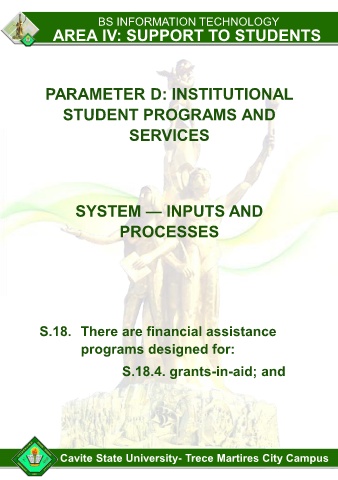 BS INFORMATION TECHNOLOGY
AREA IV: SUPPORT TO STUDENTS
PARAMETER D: INSTITUTIONAL
STUDENT PROGRAMS AND
SERVICES
SYSTEM — INPUTS AND
PROCESSES
S.18. There are financial assistance
programs designed for:
S.18.4. grants-in-aid; and
Cavite State University- Trece Martires City Campus